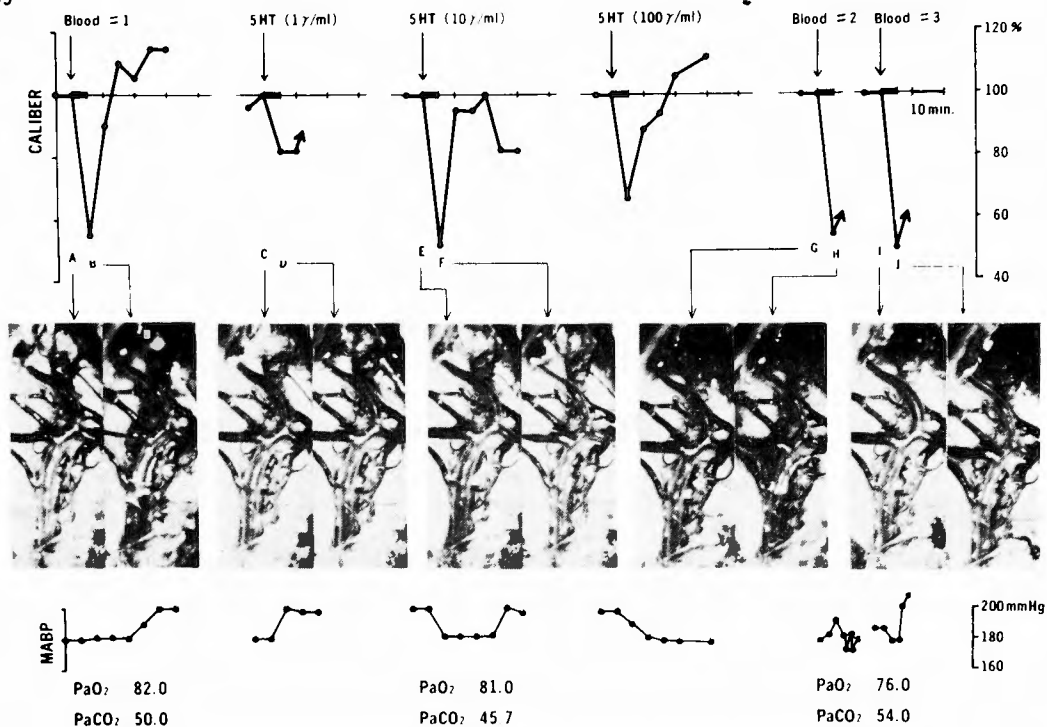 Blood = 1
5HT (1 γ/ml)
5HT (10 γ/ml)
5HT (100 γ/ml)
Blood = 2
Blood = 3
120 %
100
10 min.
80
60
40
CALIBER
A
B
C
D
E
F
G
H
I
J
MABP
200 mmHg
180
160
PaO₂ 82.0
PaCO₂ 50.0
PaO₂ 81.0
PaCO₂ 45.7
PaO₂ 76.0
PaCO₂ 54.0